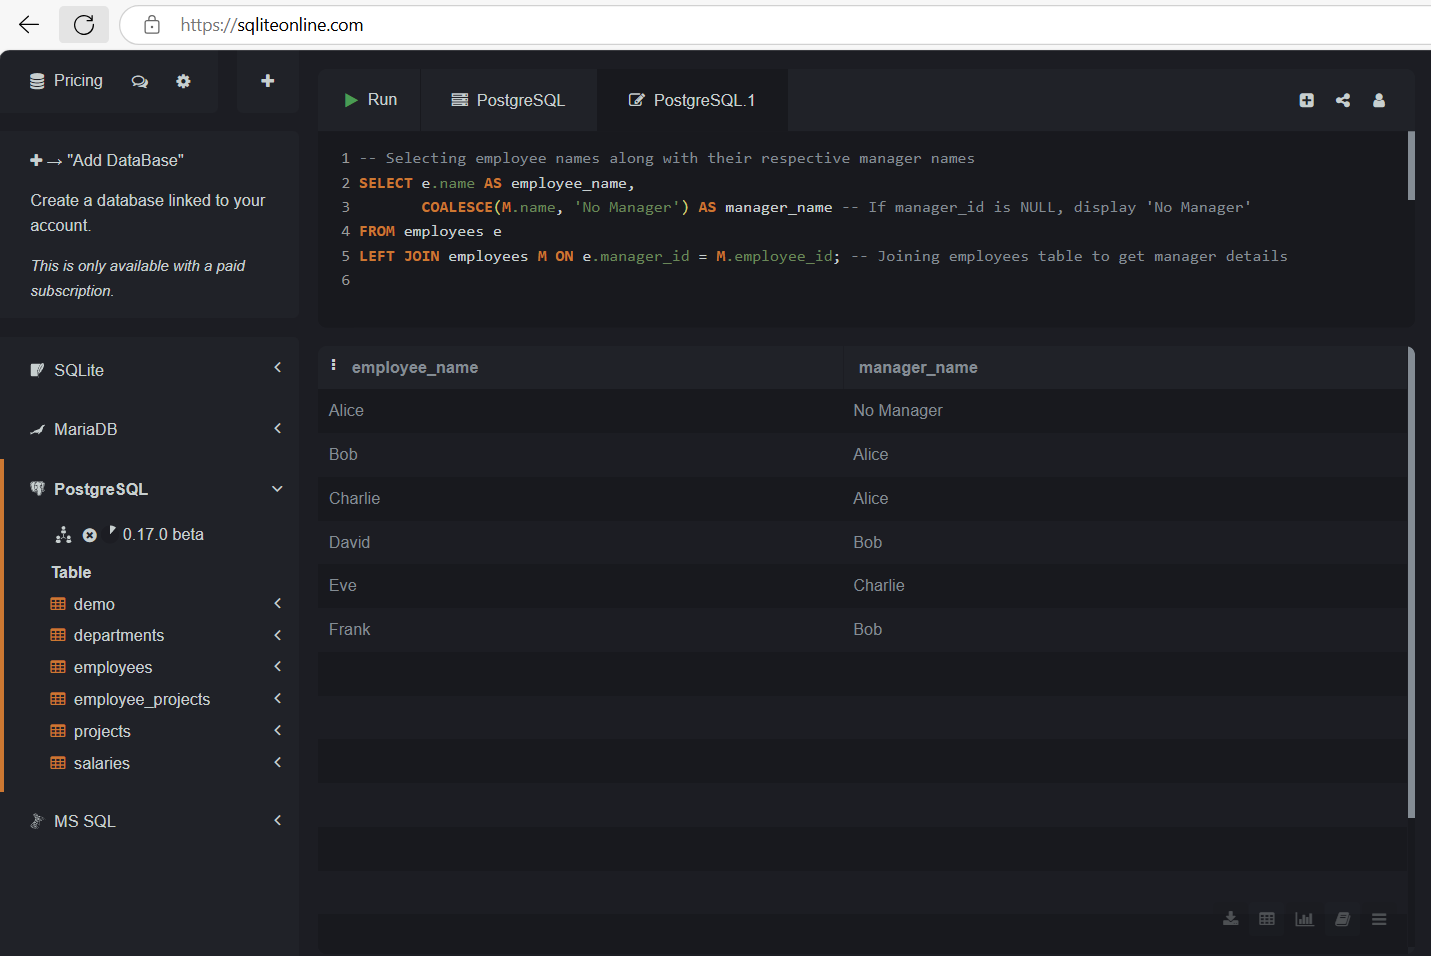 https://sqliteonline.com
Pricing
"Add DataBase"
Create a database linked to your
account.
This is only available with a paid
subscription.
SQLite
MariaDB
PostgreSQL
0.17.0 beta
Table
demo
departments
employees
employee_projects
projects
salaries
MS SQL
Run
PostgreSQL
PostgreSQL.1
1 -- Selecting employee names along with their respective manager names
2 SELECT e.name AS employee_name,
3 COALESCE(M.name, 'No Manager') AS manager_name -- If manager_id is NULL, display 'No Manager'
4 FROM employees e
5 LEFT JOIN employees M ON e.manager_id = M.employee_id; -- Joining employees table to get manager details
6
employee_name manager_name
Alice No Manager
Bob Alice
Charlie Alice
David Bob
Eve Charlie
Frank Bob